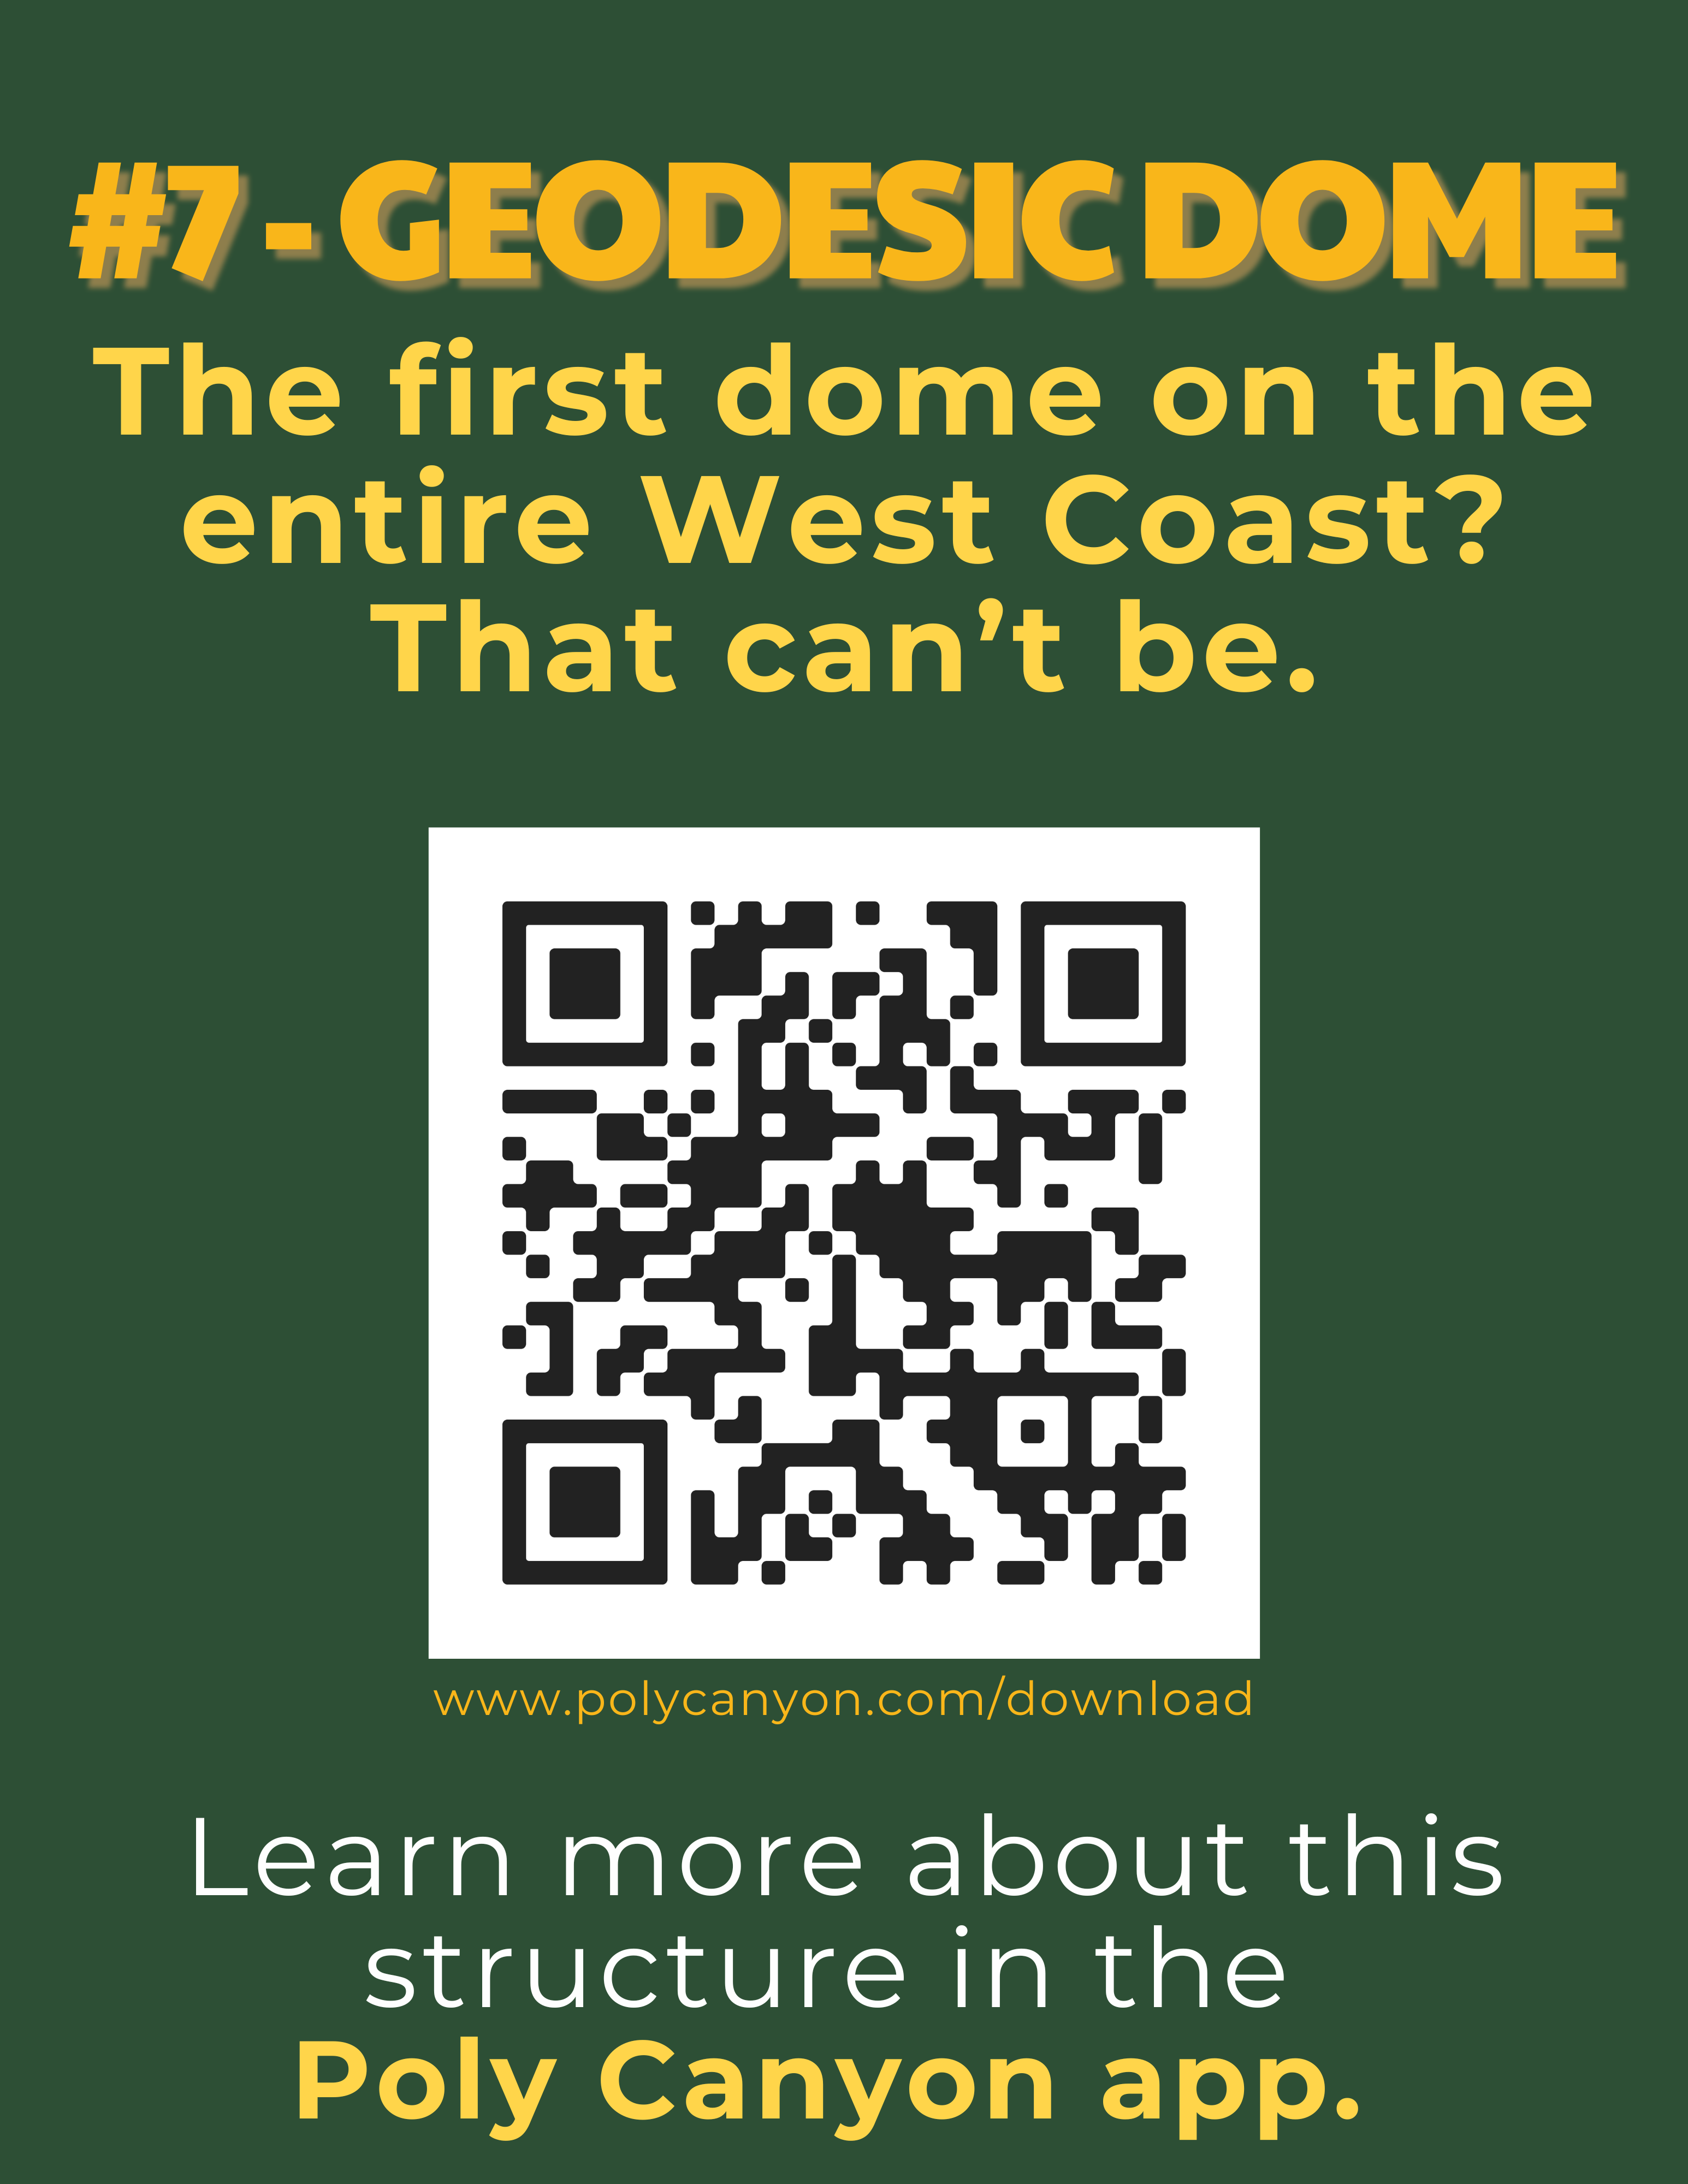 #7 - GEODESIC DOME
The first dome on the
entire West Coast?
That can’t be.
www.polycanyon.com/download
Learn more about this
structure in the
Poly Canyon app.